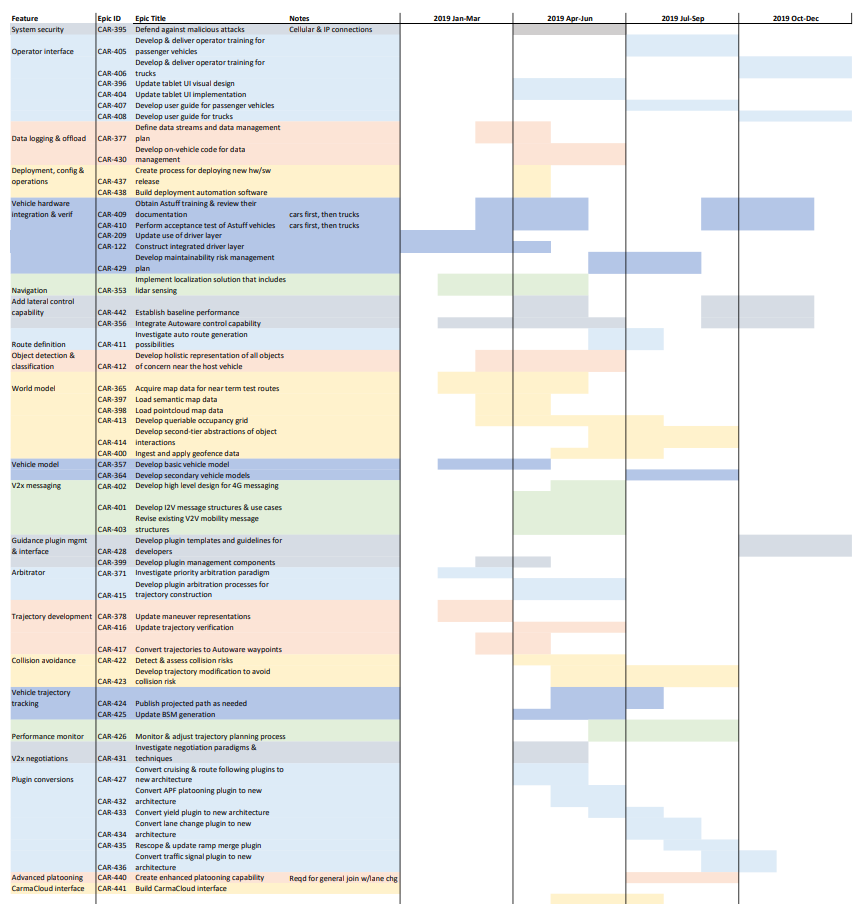 Feature Epic ID Epic Title Notes 2019 Jan-Mar 2019 Apr-Jun 2019 Jul-Sep 2019 Oct-Dec
System security CAR-395 Defend against malicious attacks Cellular & IP connections
Develop & deliver operator training for
Operator interface CAR-405 passenger vehicles
Develop & deliver operator training for
CAR-406 trucks
CAR-396 Update tablet UI visual design
CAR-404 Update tablet UI implementation
CAR-407 Develop user guide for passenger vehicles
CAR-408 Develop user guide for trucks
Define data streams and data management
Data logging & offload CAR-377 plan
Develop on-vehicle code for data
CAR-430 management
Deployment, config & Create process for deploying new hw/sw
operations CAR-437 release
CAR-438 Build deployment automation software
Vehicle hardware Obtain Astuff training & review their
integration & verif CAR-409 documentation cars first, then trucks
CAR-410 Perform acceptance test of Astuff vehicles cars first, then trucks
CAR-209 Update use of driver layer
CAR-122 Construct integrated driver layer
Develop maintainability risk management
CAR-429 plan
Implement localization solution that includes
Navigation CAR-353 lidar sensing
Add lateral control
capability CAR-442 Establish baseline performance
CAR-356 Integrate Autoware control capability
Investigate auto route generation
Route definition CAR-411 possibilities
Object detection & Develop holistic representation of all objects
classification CAR-412 of concern near the host vehicle
World model CAR-365 Acquire map data for near term test routes
CAR-397 Load semantic map data
CAR-398 Load pointcloud map data
CAR-413 Develop queriable occupancy grid
Develop second-tier abstractions of object
CAR-414 interactions
CAR-400 Ingest and apply geofence data
Vehicle model CAR-357 Develop basic vehicle model
CAR-364 Develop secondary vehicle models
V2x messaging CAR-402 Develop high level design for 4G messaging
CAR-401 Develop I2V message structures & use cases
Revise existing V2V mobility message
CAR-403 structures
Guidance plugin mgmt Develop plugin templates and guidelines for
& interface CAR-428 developers
CAR-399 Develop plugin management components
Arbitrator CAR-371 Investigate priority arbitration paradigm
Develop plugin arbitration processes for
CAR-415 trajectory construction
Trajectory development CAR-378 Update maneuver representations
CAR-416 Update trajectory verification
CAR-417 Convert trajectories to Autoware waypoints
Collision avoidance CAR-422 Detect & assess collision risks
Develop trajectory modification to avoid
CAR-423 collision risk
Vehicle trajectory
tracking CAR-424 Publish projected path as needed
CAR-425 Update BSM generation
Performance monitor CAR-426 Monitor & adjust trajectory planning process
Investigate negotiation paradigms &
V2x negotiations CAR-431 techniques
Convert cruising & route following plugins to
Plugin conversions CAR-427 new architecture
Convert APF platooning plugin to new
CAR-432 architecture
CAR-433 Convert yield plugin to new architecture
Convert lane change plugin to new
CAR-434 architecture
CAR-435 Rescope & update ramp merge plugin
Convert traffic signal plugin to new
CAR-436 architecture
Advanced platooning CAR-440 Create enhanced platooning capability Reqd for general join w/lane chg
CarmaCloud interface CAR-441 Build CarmaCloud interface